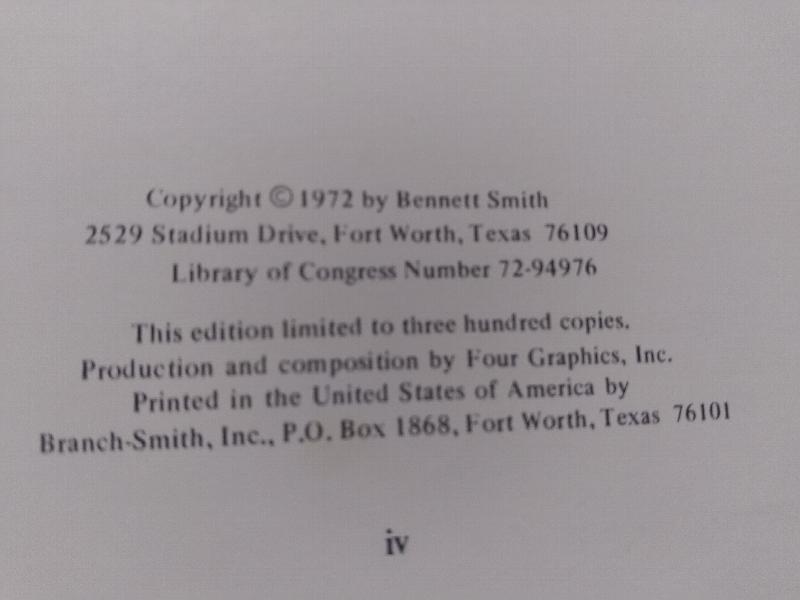 Copyright © 1972 by Bennett Smith
2529 Stadium Drive, Fort Worth, Texas 76109
Library of Congress Number 72-94976
This edition limited to three hundred copies.
Production and composition by Four Graphics, Inc.
Printed in the United States of America by
Branch-Smith, Inc., P.O. Box 1868, Fort Worth, Texas 76101
iv